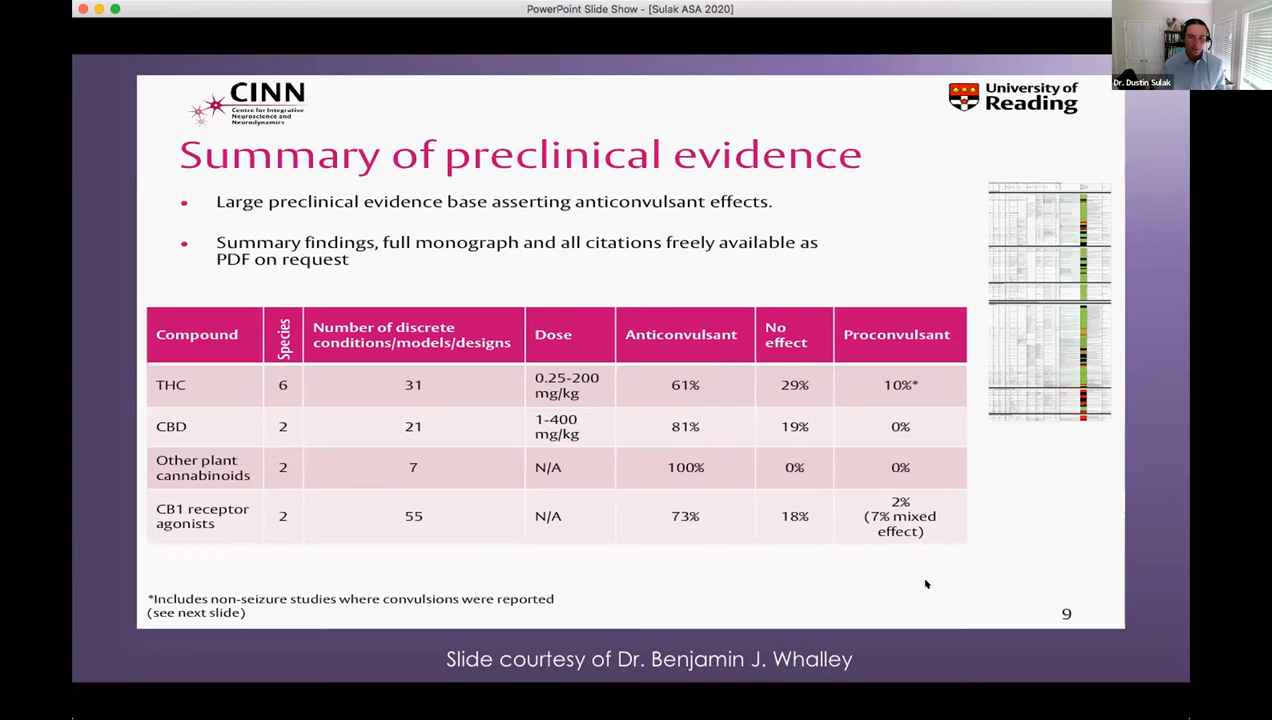 PowerPoint Slide Show - [Sulak ASA 2020]
Dr. Dustin Sulak
CINN
Centre for Integrative
Neuroscience and
Neurodynamics
University of
Reading
Summary of preclinical evidence
• Large preclinical evidence base asserting anticonvulsant effects.
• Summary findings, full monograph and all citations freely available as
PDF on request
Compound Species Number of discrete conditions/models/designs Dose Anticonvulsant No effect Proconvulsant
THC 6 31 0.25-200 mg/kg 61% 29% 10%*
CBD 2 21 1-400 mg/kg 81% 19% 0%
Other plant cannabinoids 2 7 N/A 100% 0% 0%
CB1 receptor agonists 2 55 N/A 73% 18% 2% (7% mixed effect)
*Includes non-seizure studies where convulsions were reported
(see next slide)
9
Slide courtesy of Dr. Benjamin J. Whalley